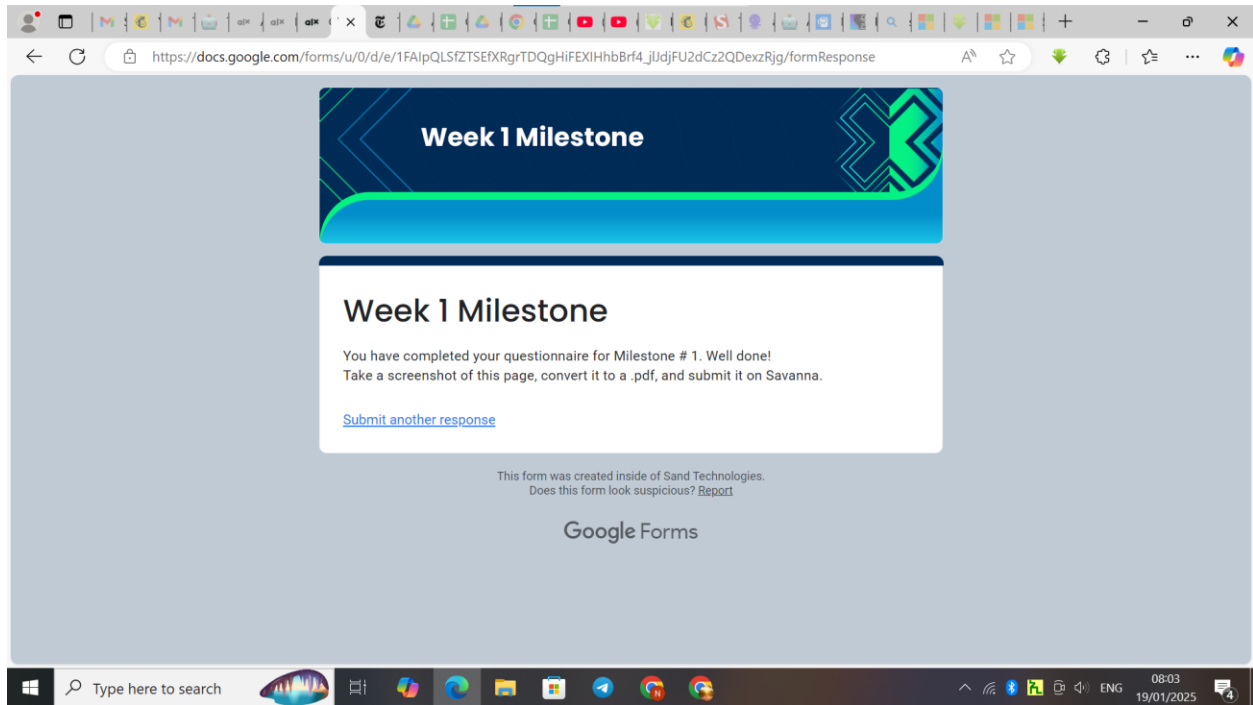 https://docs.google.com/forms/u/0/d/e/1FAIpQLSfZTSEfXRgrTDQgHiFEXIHhbBrf4_jlJdjFU2dCz2QDexzRjg/formResponse
Week 1 Milestone
Week 1 Milestone
You have completed your questionnaire for Milestone # 1. Well done!
Take a screenshot of this page, convert it to a .pdf, and submit it on Savanna.
Submit another response
This form was created inside of Sand Technologies.
Does this form look suspicious? Report
Google Forms
Type here to search
ENG
08:03
19/01/2025
4